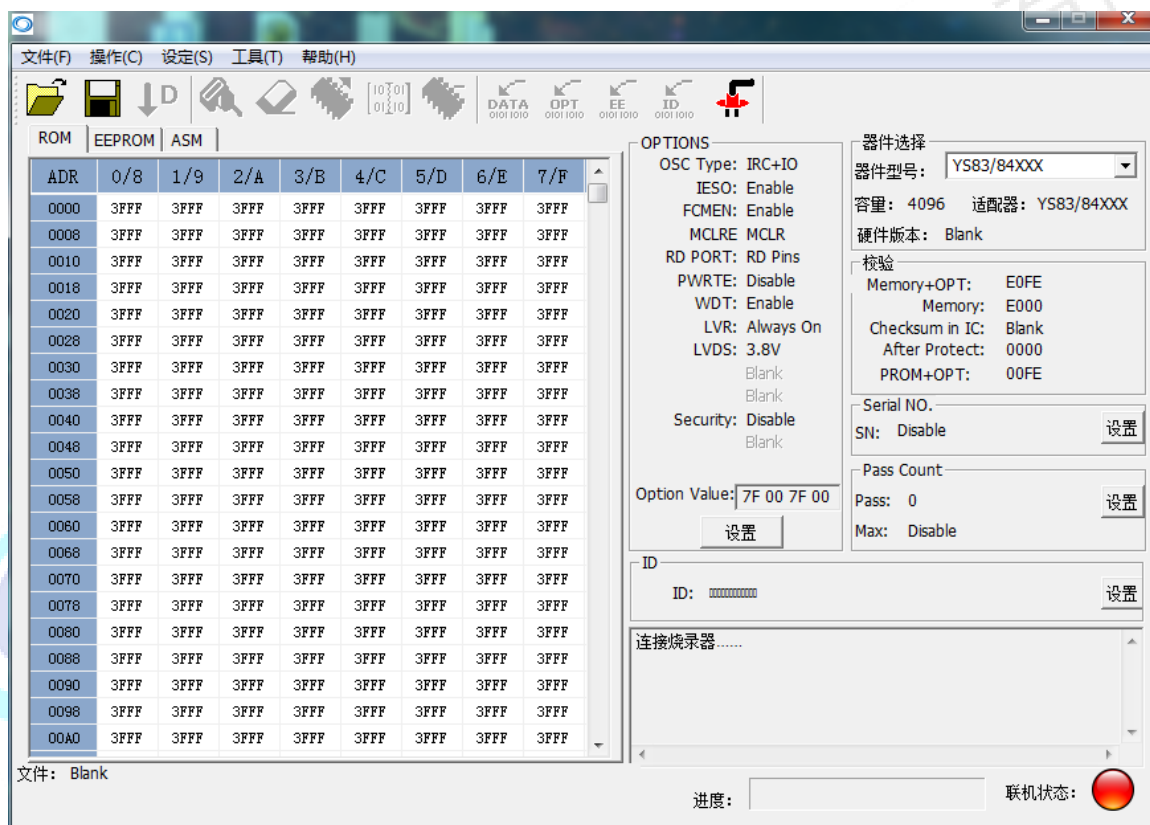 文件(F) 操作(C) 设定(S) 工具(T) 帮助(H)
D DATA OPT EE ID
ROM EEPROM ASM
ADR 0/8 1/9 2/A 3/B 4/C 5/D 6/E 7/F
0000 3FFF 3FFF 3FFF 3FFF 3FFF 3FFF 3FFF 3FFF
0008 3FFF 3FFF 3FFF 3FFF 3FFF 3FFF 3FFF 3FFF
0010 3FFF 3FFF 3FFF 3FFF 3FFF 3FFF 3FFF 3FFF
0018 3FFF 3FFF 3FFF 3FFF 3FFF 3FFF 3FFF 3FFF
0020 3FFF 3FFF 3FFF 3FFF 3FFF 3FFF 3FFF 3FFF
0028 3FFF 3FFF 3FFF 3FFF 3FFF 3FFF 3FFF 3FFF
0030 3FFF 3FFF 3FFF 3FFF 3FFF 3FFF 3FFF 3FFF
0038 3FFF 3FFF 3FFF 3FFF 3FFF 3FFF 3FFF 3FFF
0040 3FFF 3FFF 3FFF 3FFF 3FFF 3FFF 3FFF 3FFF
0048 3FFF 3FFF 3FFF 3FFF 3FFF 3FFF 3FFF 3FFF
0050 3FFF 3FFF 3FFF 3FFF 3FFF 3FFF 3FFF 3FFF
0058 3FFF 3FFF 3FFF 3FFF 3FFF 3FFF 3FFF 3FFF
0060 3FFF 3FFF 3FFF 3FFF 3FFF 3FFF 3FFF 3FFF
0068 3FFF 3FFF 3FFF 3FFF 3FFF 3FFF 3FFF 3FFF
0070 3FFF 3FFF 3FFF 3FFF 3FFF 3FFF 3FFF 3FFF
0078 3FFF 3FFF 3FFF 3FFF 3FFF 3FFF 3FFF 3FFF
0080 3FFF 3FFF 3FFF 3FFF 3FFF 3FFF 3FFF 3FFF
0088 3FFF 3FFF 3FFF 3FFF 3FFF 3FFF 3FFF 3FFF
0090 3FFF 3FFF 3FFF 3FFF 3FFF 3FFF 3FFF 3FFF
0098 3FFF 3FFF 3FFF 3FFF 3FFF 3FFF 3FFF 3FFF
00A0 3FFF 3FFF 3FFF 3FFF 3FFF 3FFF 3FFF 3FFF
文件: Blank
OPTIONS
OSC Type: IRC+IO
IESO: Enable
FCMEN: Enable
MCLRE MCLR
RD PORT: RD Pins
PWRTE: Disable
WDT: Enable
LVR: Always On
LVDS: 3.8V
Blank
Blank
Security: Disable
Blank
Option Value: 7F 00 7F 00
设置
器件选择
器件型号: YS83/84XXX
容量: 4096 适配器: YS83/84XXX
硬件版本: Blank
校验
Memory+OPT: E0FE
Memory: E000
Checksum in IC: Blank
After Protect: 0000
PROM+OPT: 00FE
Serial NO.
SN: Disable 设置
Pass Count
Pass: 0 设置
Max: Disable
ID
ID: 设置
连接烧录器......
进度: 联机状态: